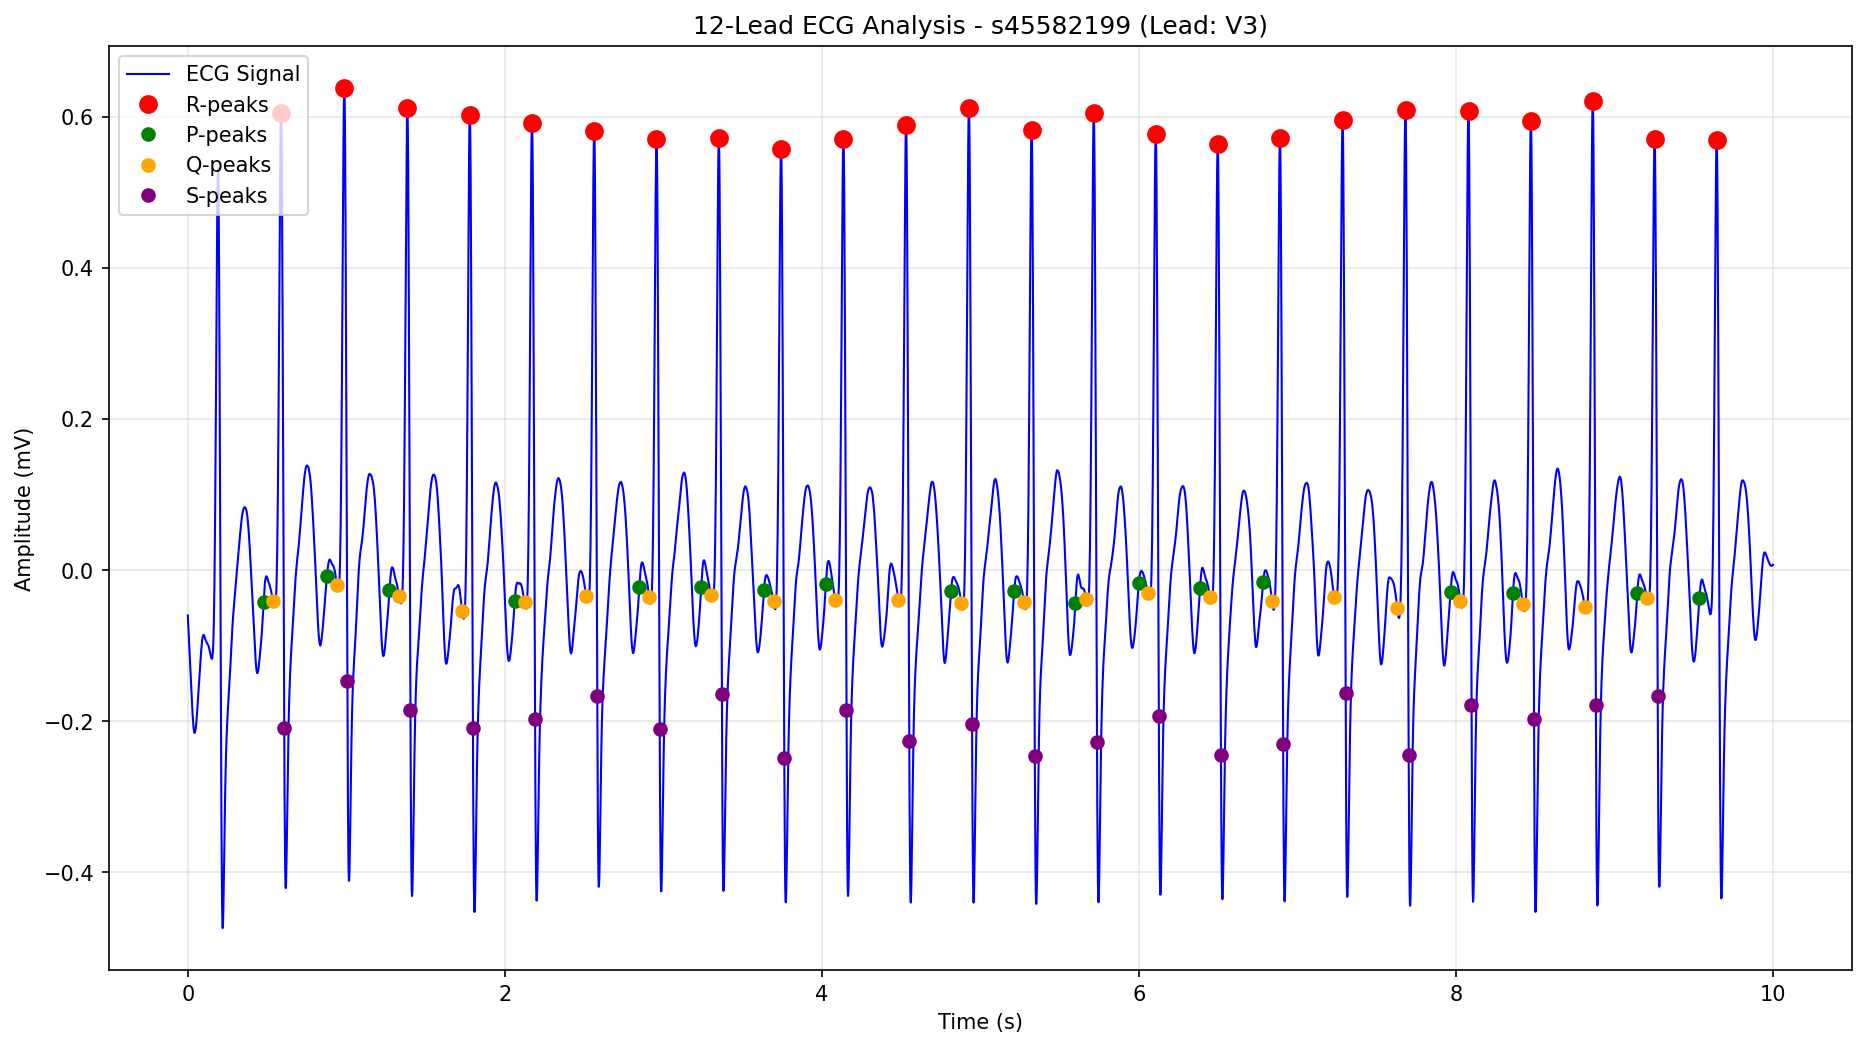 12-Lead ECG Analysis - s45582199 (Lead: V3)
ECG Signal
R-peaks
P-peaks
Q-peaks
S-peaks
Amplitude (mV)
0.6
0.4
0.2
0.0
−0.2
−0.4
0 2 4 6 8 10
Time (s)